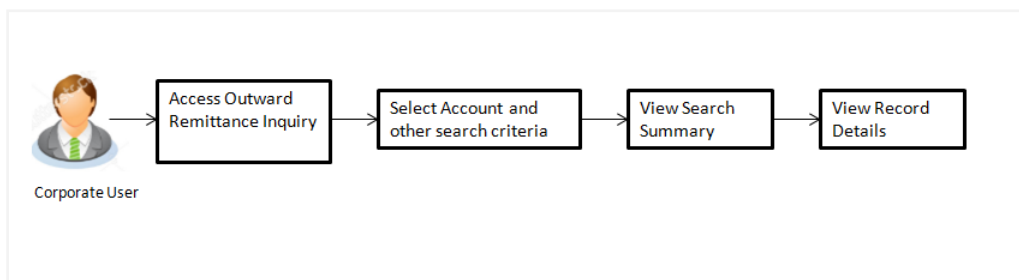 Access Outward
Remittance Inquiry
Select Account and
other search criteria
View Search
Summary
View Record
Details
Corporate User